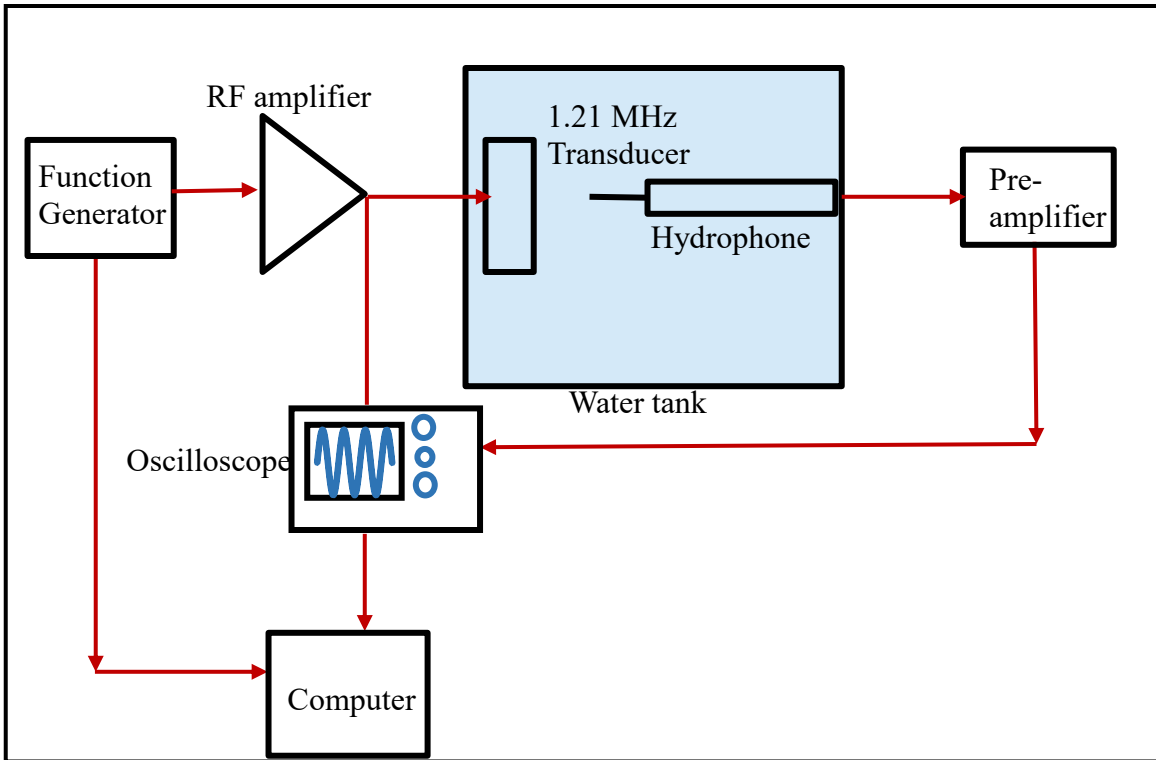 RF amplifier
1.21 MHz
Transducer
Function
Generator
Pre-
amplifier
Hydrophone
Water tank
Oscilloscope
Computer